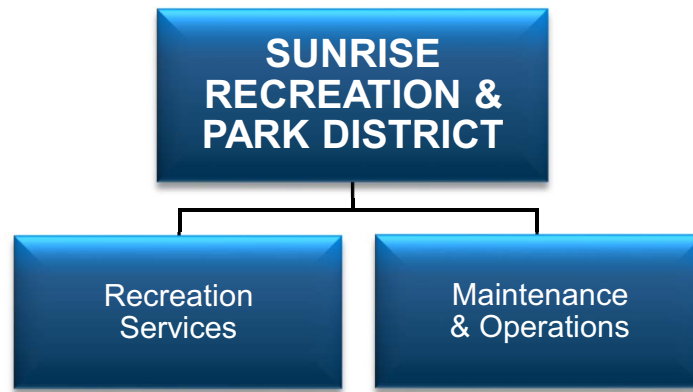 SUNRISE
RECREATION &
PARK DISTRICT
Recreation
Services
Maintenance
& Operations